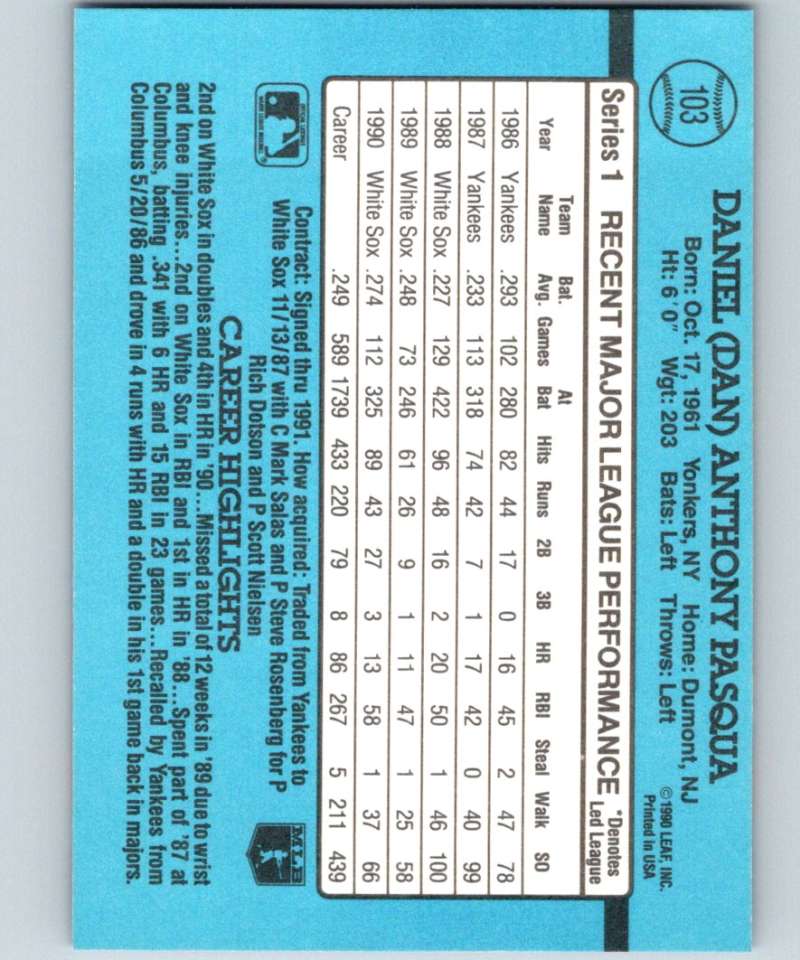 103
DANIEL (DAN) ANTHONY PASQUA
Born: Oct. 17, 1961 Yonkers, NY Home: Dumont, NJ
Ht: 6'0" Wgt: 203 Bats: Left Throws: Left
©1990 LEAF, INC.
Printed in USA
Series 1 RECENT MAJOR LEAGUE PERFORMANCE *Denotes Led League
Year Team Name Bat. Avg. Games At Bat Hits Runs 2B 3B HR RBI Steal Walk SO
1986 Yankees .293 102 280 82 44 17 0 16 45 2 47 78
1987 Yankees .233 113 318 74 42 7 1 17 42 0 40 99
1988 White Sox .227 129 422 96 48 16 2 20 50 1 46 100
1989 White Sox .248 73 246 61 26 9 1 11 47 1 25 58
1990 White Sox .274 112 325 89 43 27 3 13 58 1 37 66
Career .249 589 1739 433 220 79 8 86 267 5 211 439
Contract: Signed thru 1991. How acquired: Traded from Yankees to
White Sox 11/13/87 with C Mark Salas and P Steve Rosenberg for P
Rich Dotson and P Scott Nielsen
MLB
CAREER HIGHLIGHTS
2nd on White Sox in doubles and 4th in HR in '90...Missed a total of 12 weeks in '89 due to wrist
and knee injuries...2nd on White Sox in RBI and 1st in HR in '88...Spent part of '87 at
Columbus, batting .341 with 6 HR and 15 RBI in 23 games...Recalled by Yankees from
Columbus 5/20/86 and drove in 4 runs with HR and a double in his 1st game back in majors.